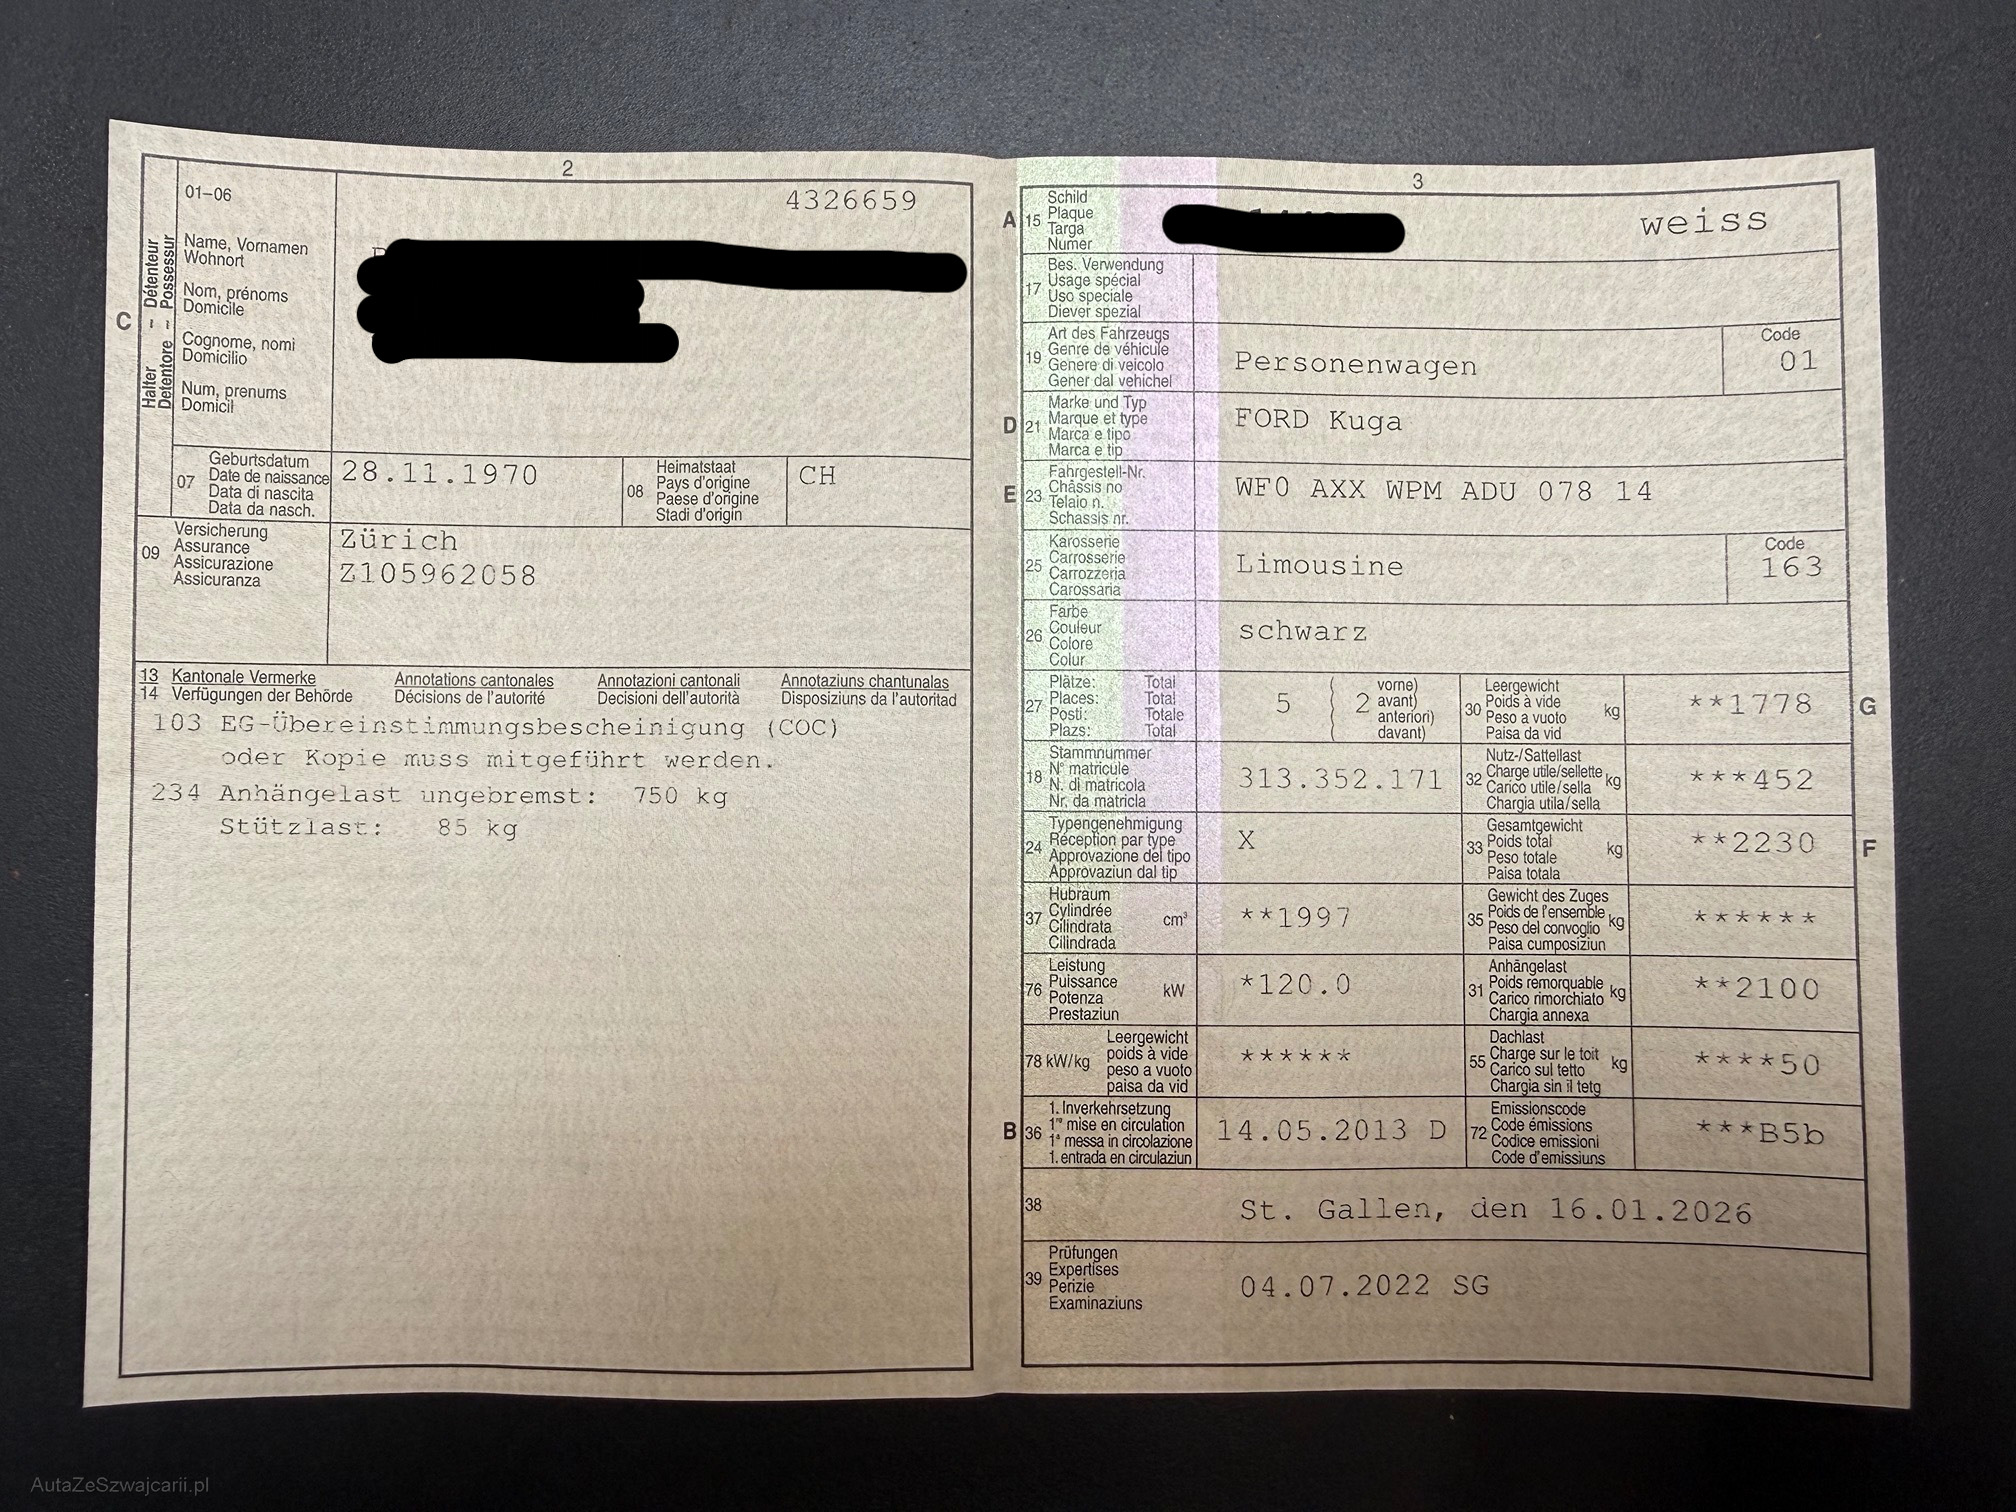 2
01–06
4326659
C
Halter – Détenteur
Detentore – Possessur
Name, Vornamen
Wohnort
Nom, prénoms
Domicile
Cognome, nomi
Domicilio
Num, prenums
Domicil
07
Geburtsdatum
Date de naissance
Data di nascita
Data da nasch.
28.11.1970
08
Heimatstaat
Pays d'origine
Paese d'origine
Stadi d'origin
CH
09
Versicherung
Assurance
Assicurazione
Assicuranza
Zürich
Z105962058
13 Kantonale Vermerke Annotations cantonales Annotazioni cantonali Annotaziuns chantunalas
14 Verfügungen der Behörde Décisions de l'autorité Decisioni dell'autorità Disposiziuns da l'autoritad
103 EG-Übereinstimmungsbescheinigung (COC)
oder Kopie muss mitgeführt werden.
234 Anhängelast ungebremst: 750 kg
Stützlast: 85 kg
3
A 15
Schild
Plaque
Targa
Numer
weiss
17
Bes. Verwendung
Usage spécial
Uso speciale
Diever spezial
19
Art des Fahrzeugs
Genre de véhicule
Genere di veicolo
Gener dal vehichel
Personenwagen
Code
01
D 21
Marke und Typ
Marque et type
Marca e tipo
Marca e tip
FORD Kuga
E 23
Fahrgestell-Nr.
Châssis no
Telaio n.
Schassis nr.
WF0 AXX WPM ADU 078 14
25
Karosserie
Carrosserie
Carrozzeria
Carossaria
Limousine
Code
163
26
Farbe
Couleur
Colore
Colur
schwarz
27
Plätze: Total
Places: Total
Posti: Totale
Plazs: Total
5
2
vorne)
avant)
anteriori)
davant)
30
Leergewicht
Poids à vide
Peso a vuoto
Paisa da vid
kg
**1778
G
18
Stammnummer
N° matricule
N. di matricola
Nr. da matricla
313.352.171
32
Nutz-/Sattellast
Charge utile/sellette
Carico utile/sella
Chargia utila/sella
kg
***452
24
Typengenehmigung
Réception par type
Approvazione del tipo
Approvaziun dal tip
X
33
Gesamtgewicht
Poids total
Peso totale
Paisa totala
kg
**2230
F
37
Hubraum
Cylindrée
Cilindrata
Cilindrada
cm³
**1997
35
Gewicht des Zuges
Poids de l'ensemble
Peso del convoglio
Paisa cumposiziun
kg
******
76
Leistung
Puissance
Potenza
Prestaziun
kW
*120.0
31
Anhängelast
Poids remorquable
Carico rimorchiato
Chargia annexa
kg
**2100
78 kW/kg
Leergewicht
poids à vide
peso a vuoto
paisa da vid
******
55
Dachlast
Charge sur le toit
Carico sul tetto
Chargia sin il tetg
kg
****50
B 36
1. Inverkehrsetzung
1re mise en circulation
1a messa in circolazione
1. entrada en circulaziun
14.05.2013 D
72
Emissionscode
Code émissions
Codice emissioni
Code d'emissiuns
***B5b
38
St. Gallen, den 16.01.2026
39
Prüfungen
Expertises
Perizie
Examinaziuns
04.07.2022 SG
AutaZeSzwajcarii.pl